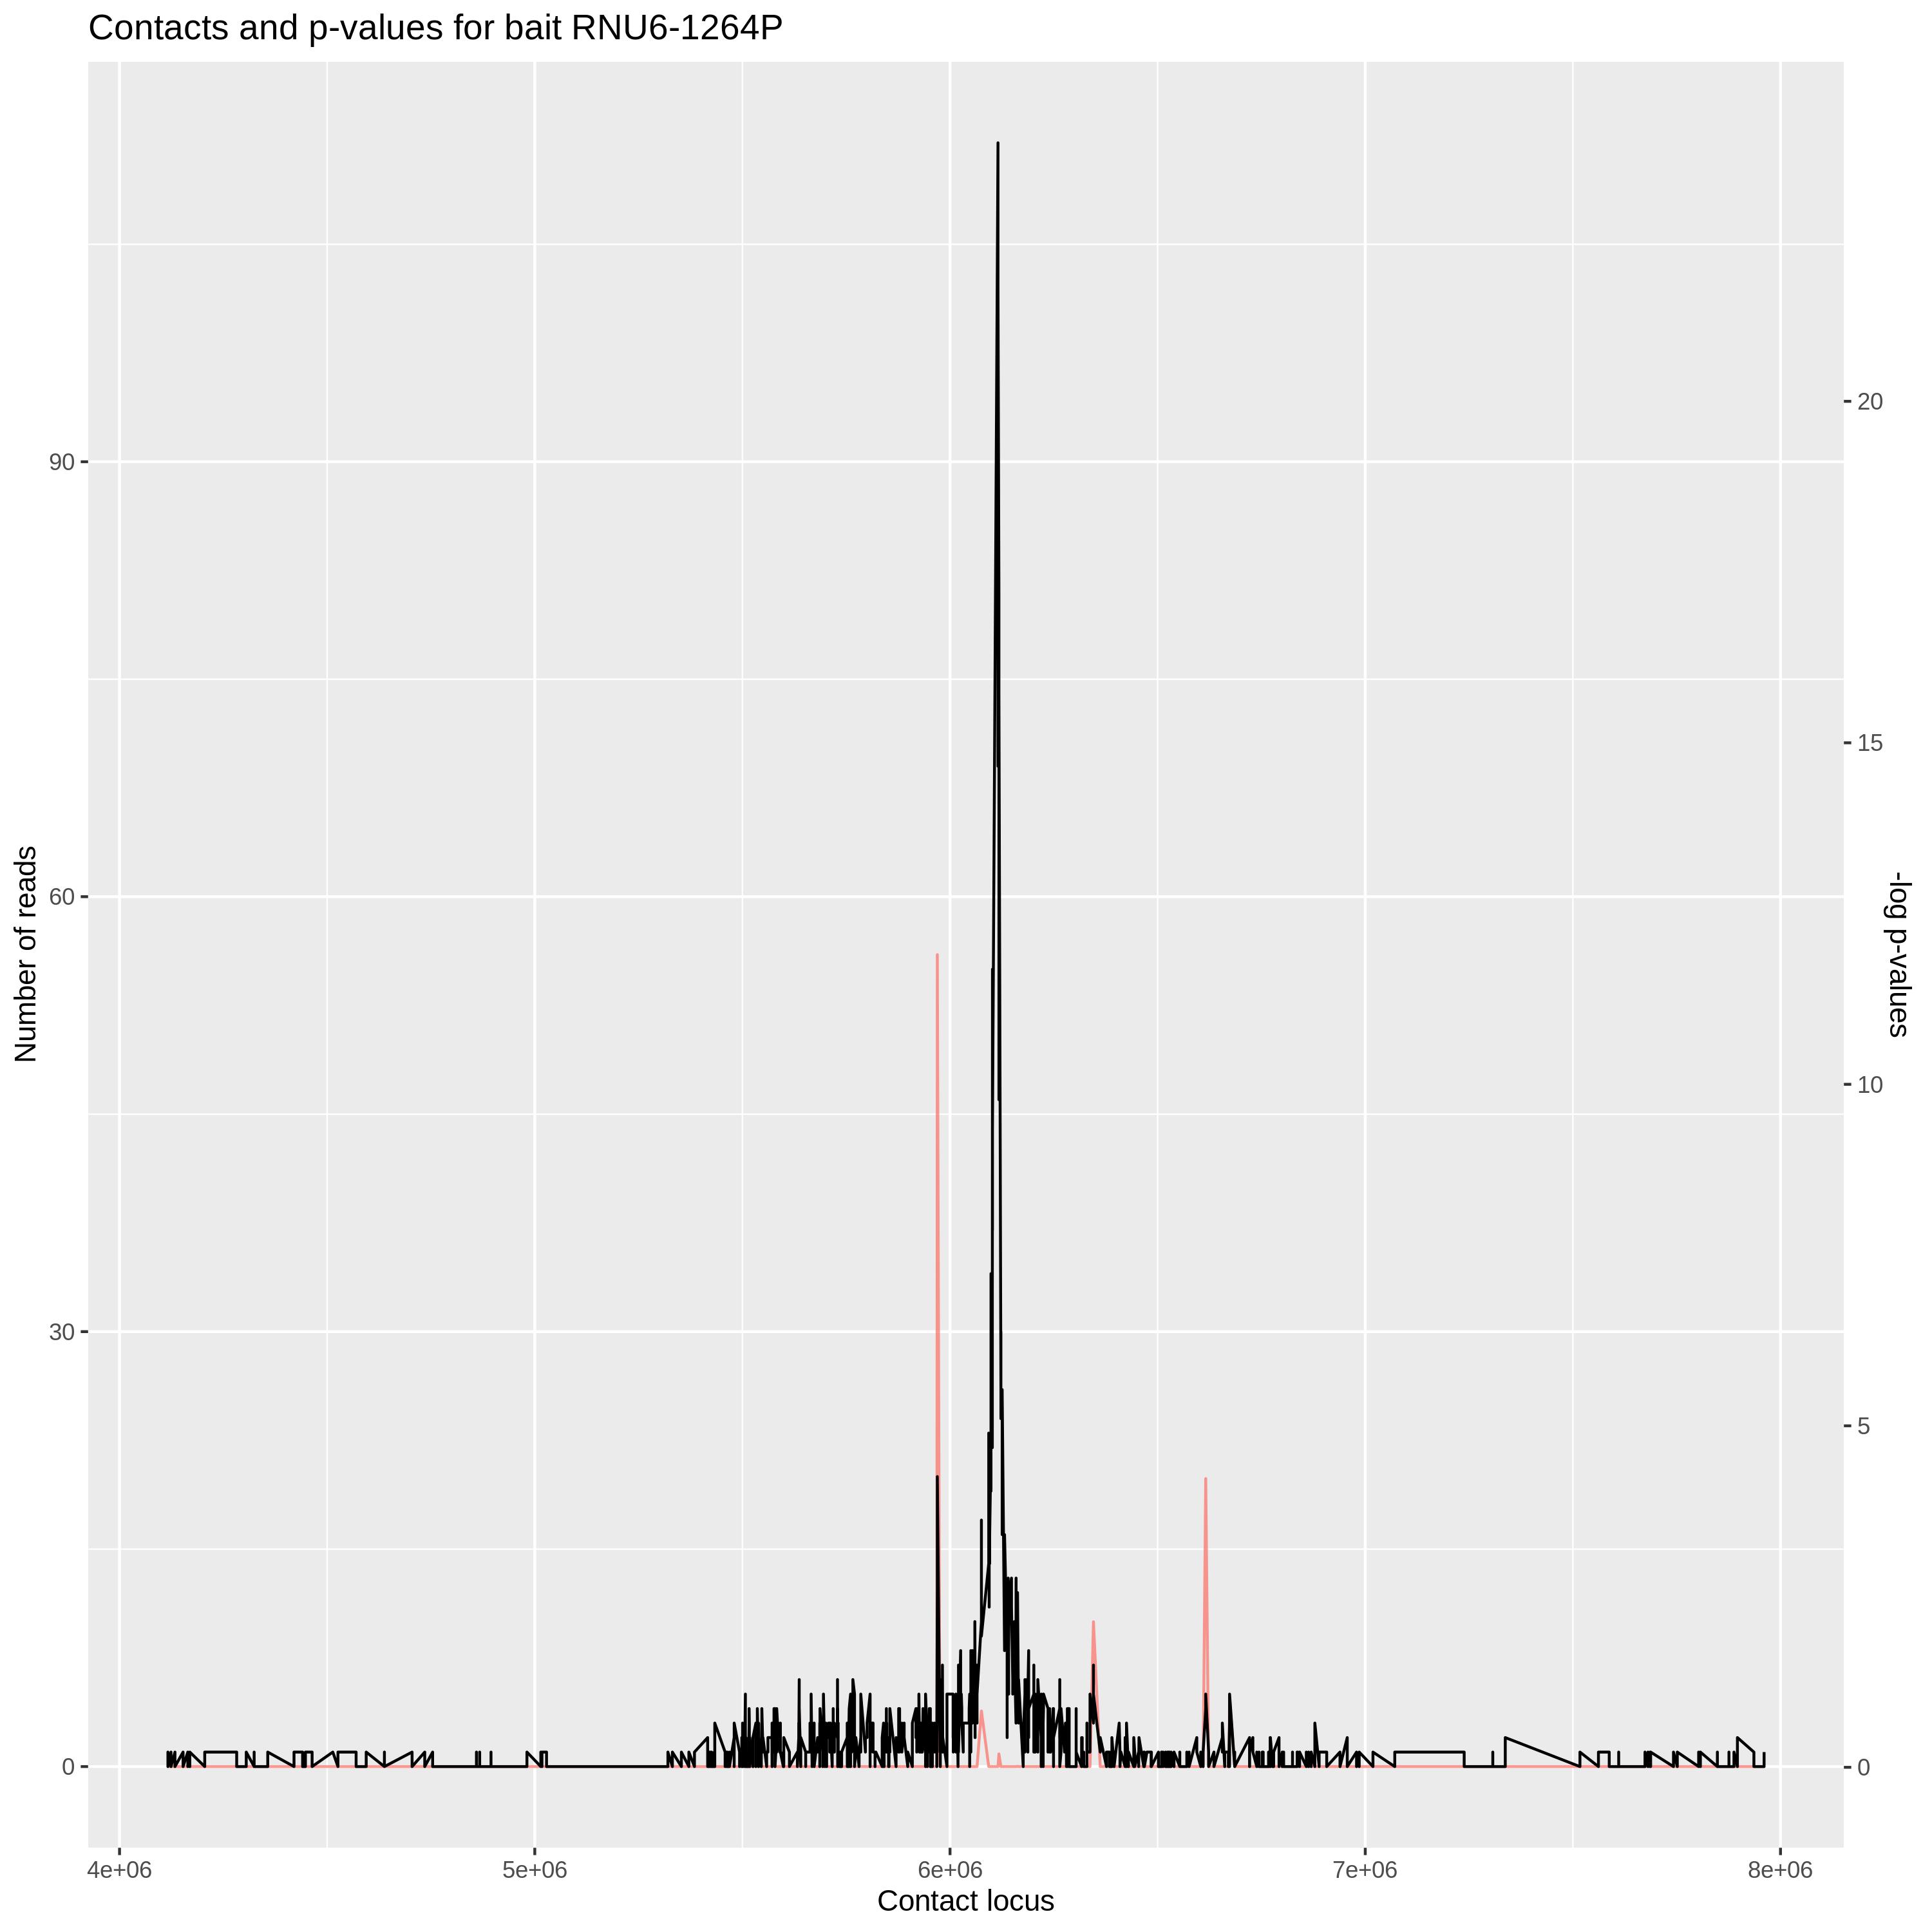 Contacts and p-values for bait RNU6-1264P
Number of reads
90
60
30
0
20
15
10
5
0
-log p-values
4e+06
5e+06
6e+06
7e+06
8e+06
Contact locus